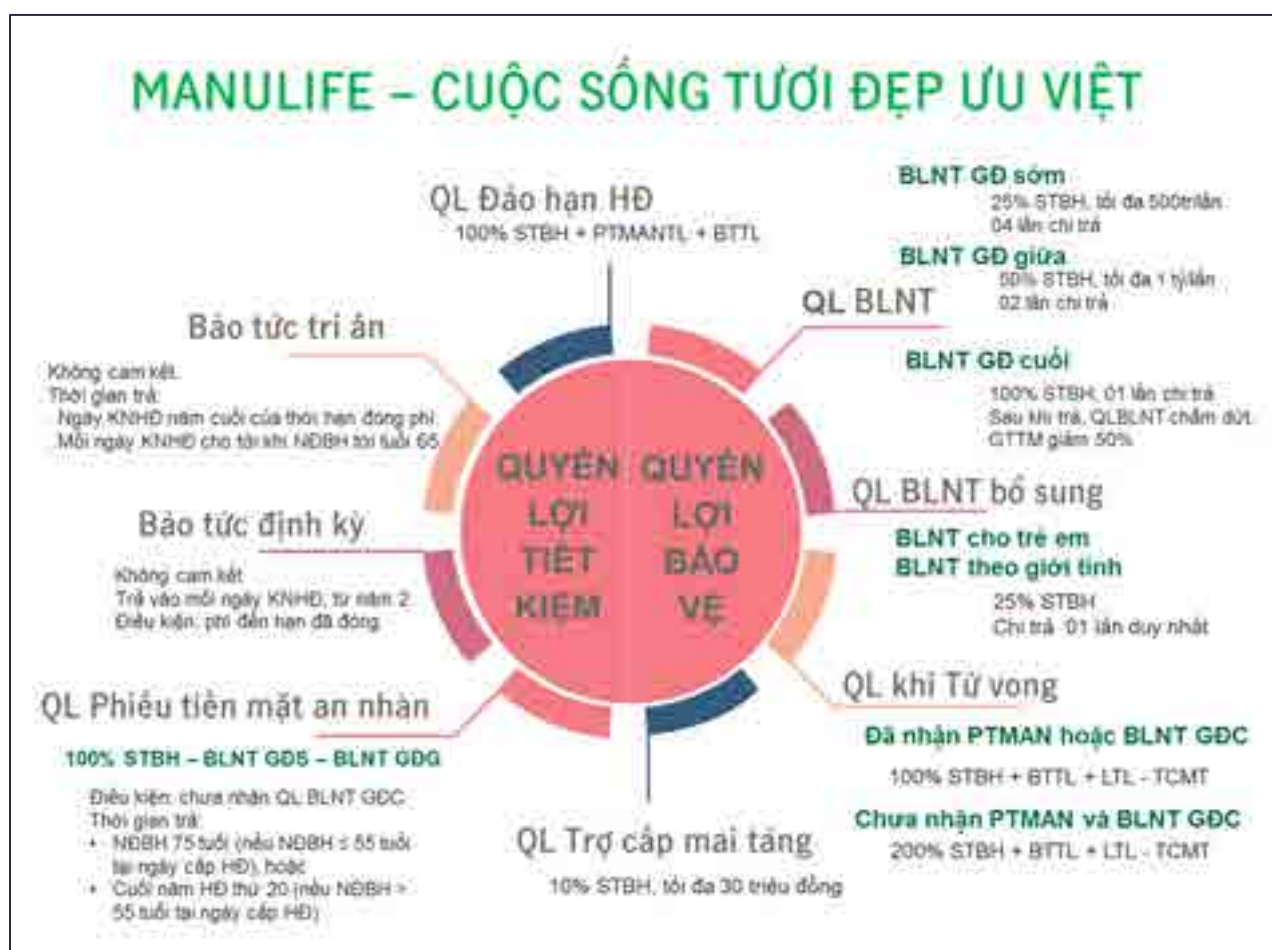 MANULIFE – CUỘC SỐNG TƯƠI ĐẸP ƯU VIỆT
QL Đáo hạn HĐ
100% STBH + PTMANTL + BTTL
BLNT GĐ sớm
25% STBH, tối đa 500tr/lần
04 lần chi trả
BLNT GĐ giữa
50% STBH, tối đa 1 tỷ/lần
02 lần chi trả
QL BLNT
BLNT GĐ cuối
100% STBH, 01 lần chi trả
Sau khi trả, QLBLNT chấm dứt.
GTTM giảm 50%
Bảo tức tri ân
Không cam kết.
Thời gian trả:
Ngày KNHĐ năm cuối của thời hạn đóng phí.
Mỗi ngày KNHĐ cho tới khi NĐBH tới tuổi 65
QUYỀN LỢI TIẾT KIỆM
QUYỀN LỢI BẢO VỆ
QL BLNT bổ sung
BLNT cho trẻ em
BLNT theo giới tính
25% STBH
Chi trả 01 lần duy nhất
Bảo tức định kỳ
Không cam kết
Trả vào mỗi ngày KNHĐ, từ năm 2
Điều kiện: phí đến hạn đã đóng
QL khi Tử vong
Đã nhận PTMAN hoặc BLNT GĐC
100% STBH + BTTL + LTL - TCMT
Chưa nhận PTMAN và BLNT GĐC
200% STBH + BTTL + LTL - TCMT
QL Phiếu tiền mặt an nhàn
100% STBH – BLNT GĐS – BLNT GĐG
Điều kiện: chưa nhận QL BLNT GĐC
Thời gian trả:
• NĐBH 75 tuổi (nếu NĐBH ≤ 55 tuổi
tại ngày cấp HĐ), hoặc
• Cuối năm HĐ thứ 20 (nếu NĐBH >
55 tuổi tại ngày cấp HĐ)
QL Trợ cấp mai táng
10% STBH, tối đa 30 triệu đồng